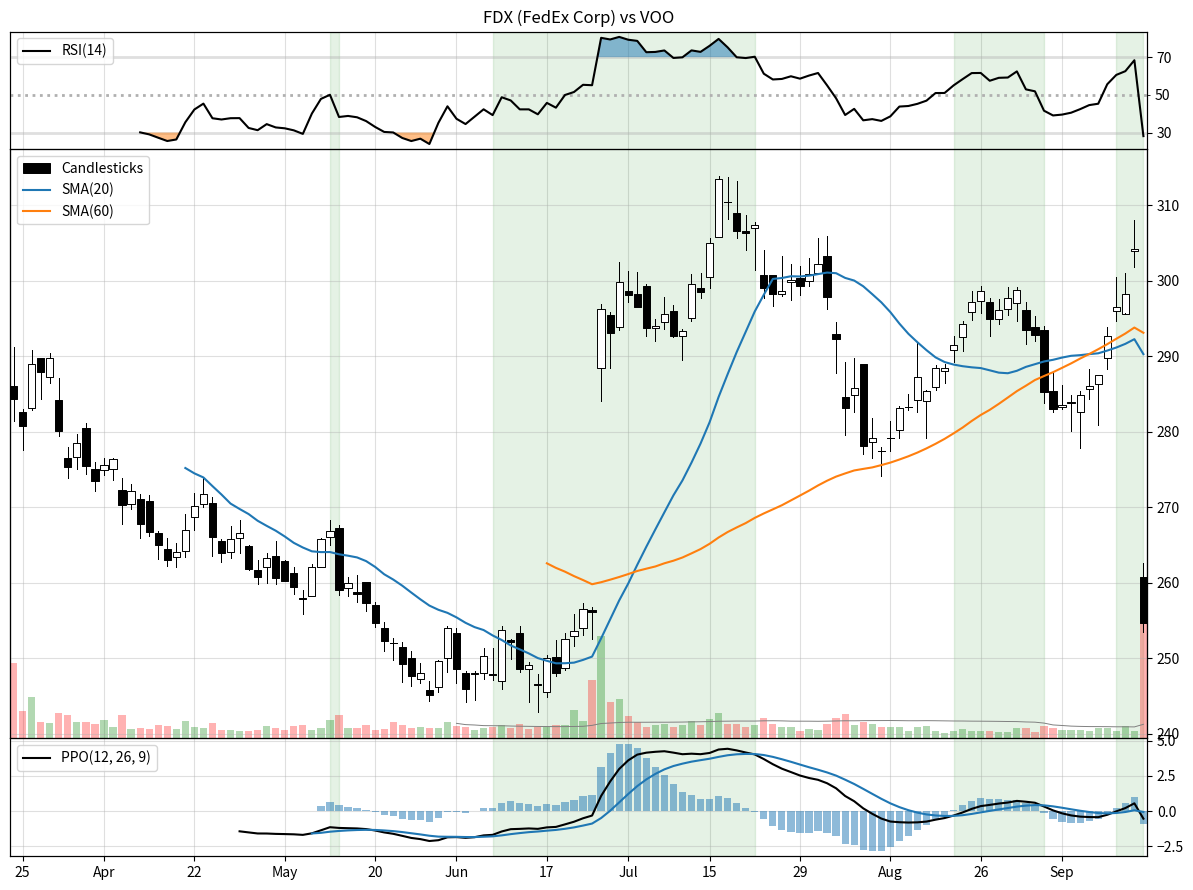 FDX (FedEx Corp) vs VOO
RSI(14)
70
50
30
Candlesticks
SMA(20)
SMA(60)
310
300
290
280
270
260
250
240
5.0
PPO(12, 26, 9)
2.5
0.0
−2.5
25 Apr 22 May 20 Jun 17 Jul 15 29 Aug 26 Sep